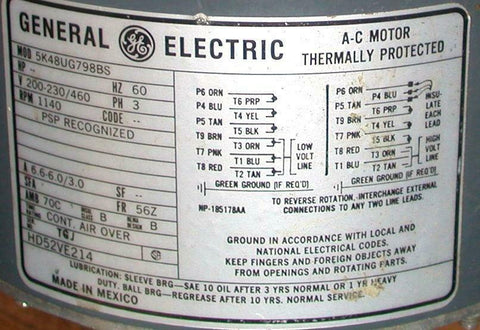 GENERAL GE ELECTRIC
A-C MOTOR
THERMALLY PROTECTED
MOD 5K48UG798BS
HP -
HZ 60
V 200-230/460
PH 3
RPM 1140
CODE --
PSP RECOGNIZED
A 6.6-6.0/3.0
SFA
SF --
AMB 70C
FR 56Z
INSUL CLASS B
NEMA DESIGN B
RATING CONT. AIR OVER
TGJ
HD52VE214
P6 ORN
P4 BLU
P5 TAN
T9 BRN
T7 PNK
T8 RED
T6 PRP
T4 YEL
T5 BLK
T3 ORN
T1 BLU
T2 TAN
LOW
VOLT
LINE
GREEN GROUND (IF REQ'D)
P6 ORN
P5 TAN
T9 BRN
T7 PNK
T8 RED
T1 BLU
P4 BLU
T6 PRP
T4 YEL
T5 BLK
T3 ORN
T2 TAN
INSU-
LATE
EACH
LEAD
HIGH
VOLT
LINE
GREEN GROUND (IF REQ'D)
NP-185178AA
TO REVERSE ROTATION, INTERCHANGE EXTERNAL
CONNECTIONS TO ANY TWO LINE LEADS.
GROUND IN ACCORDANCE WITH LOCAL AND
NATIONAL ELECTRICAL CODES.
KEEP FINGERS AND FOREIGN OBJECTS AWAY
FROM OPENINGS AND ROTATING PARTS.
LUBRICATION: SLEEVE BRG-SAE 10 OIL AFTER 3 YRS NORMAL OR 1 YR HEAVY
DUTY. BALL BRG-REGREASE AFTER 10 YRS. NORMAL SERVICE.
MADE IN MEXICO